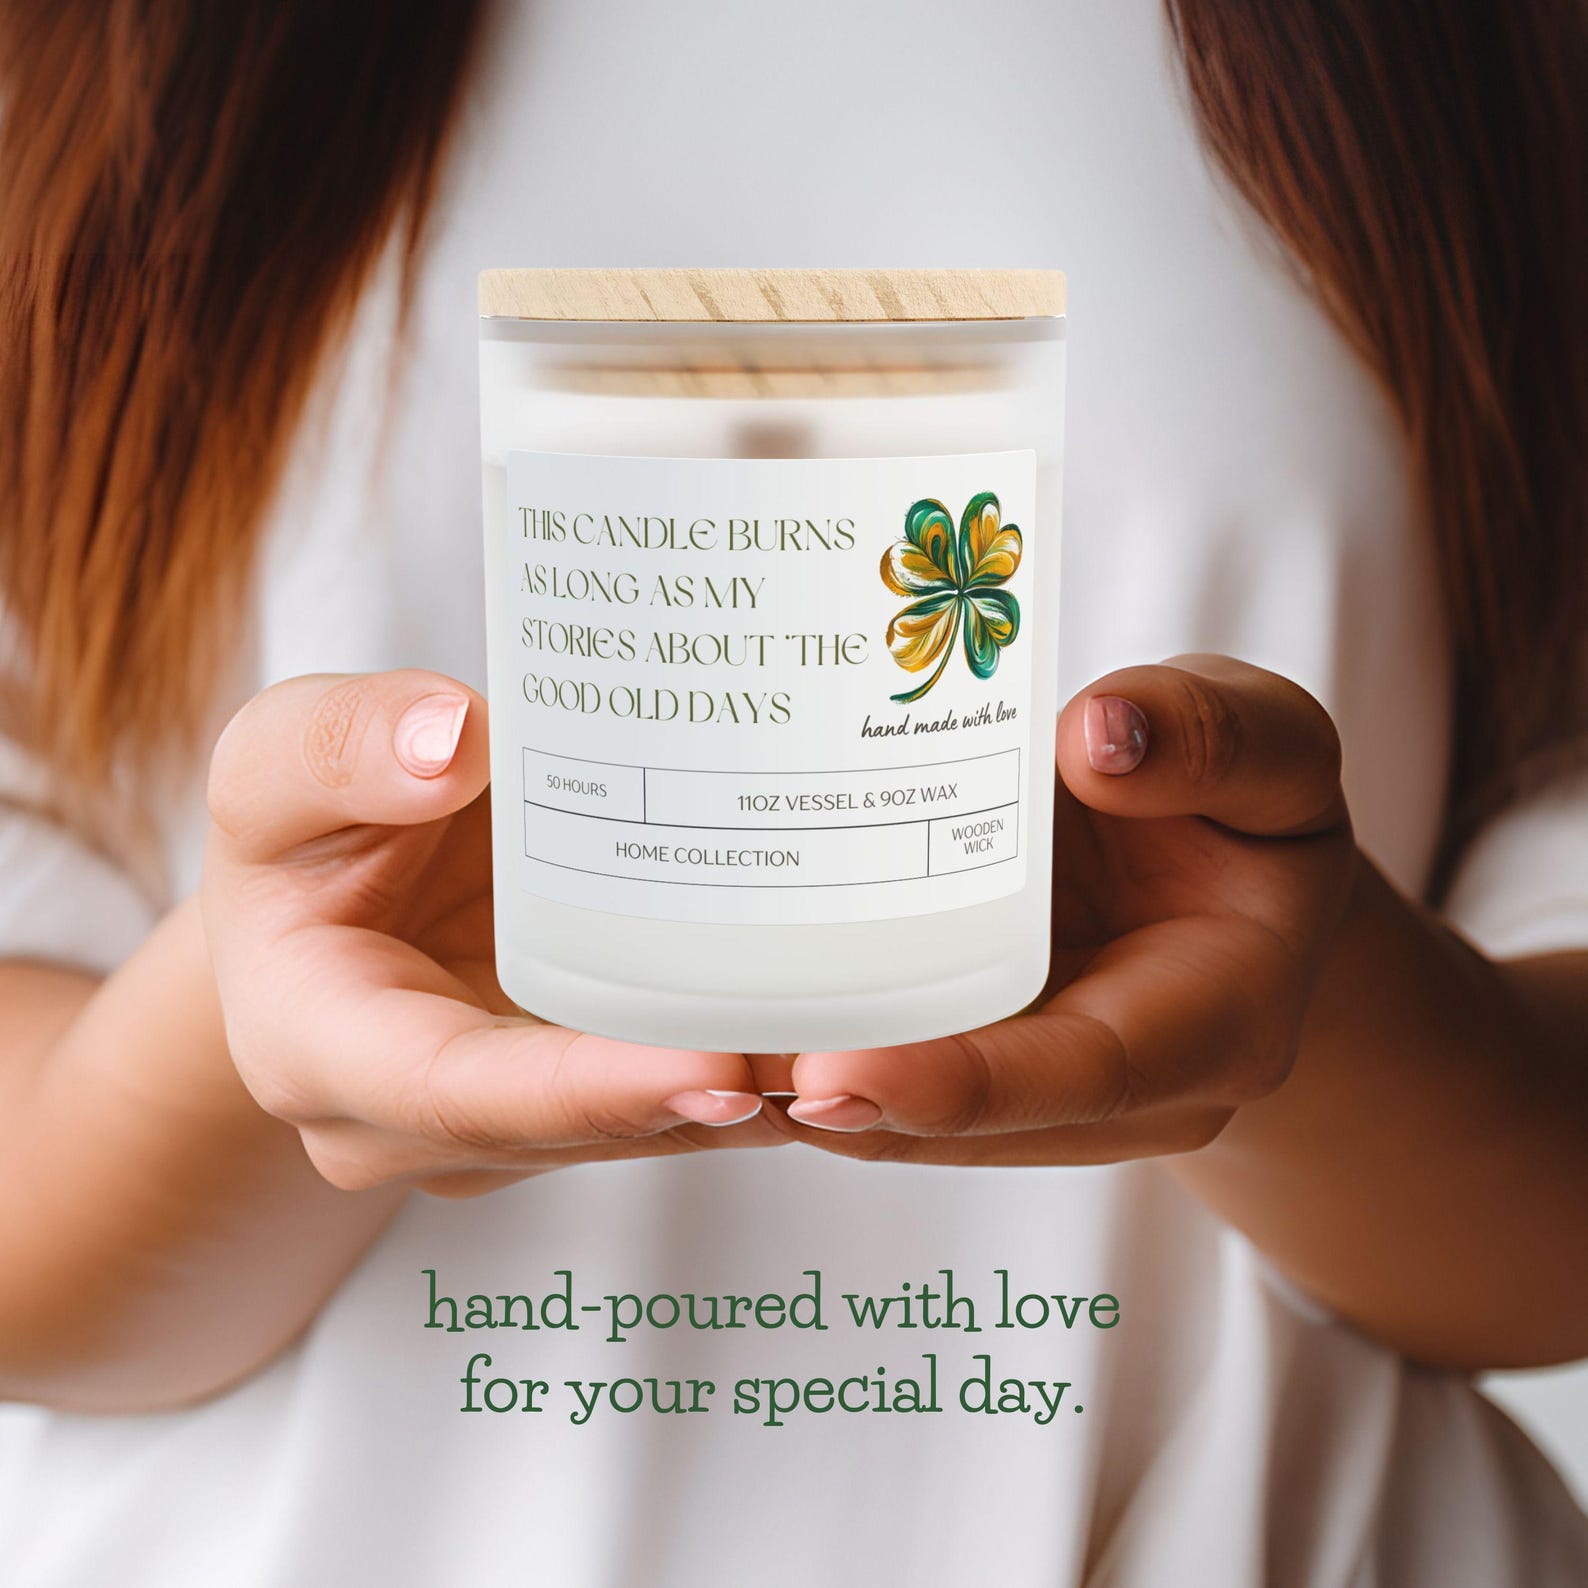 THIS CANDLE BURNS
AS LONG AS MY
STORIES ABOUT 'THE
GOOD OLD DAYS
hand made with love
50 HOURS
11OZ VESSEL & 9OZ WAX
HOME COLLECTION
WOODEN
WICK
hand-poured with love
for your special day.